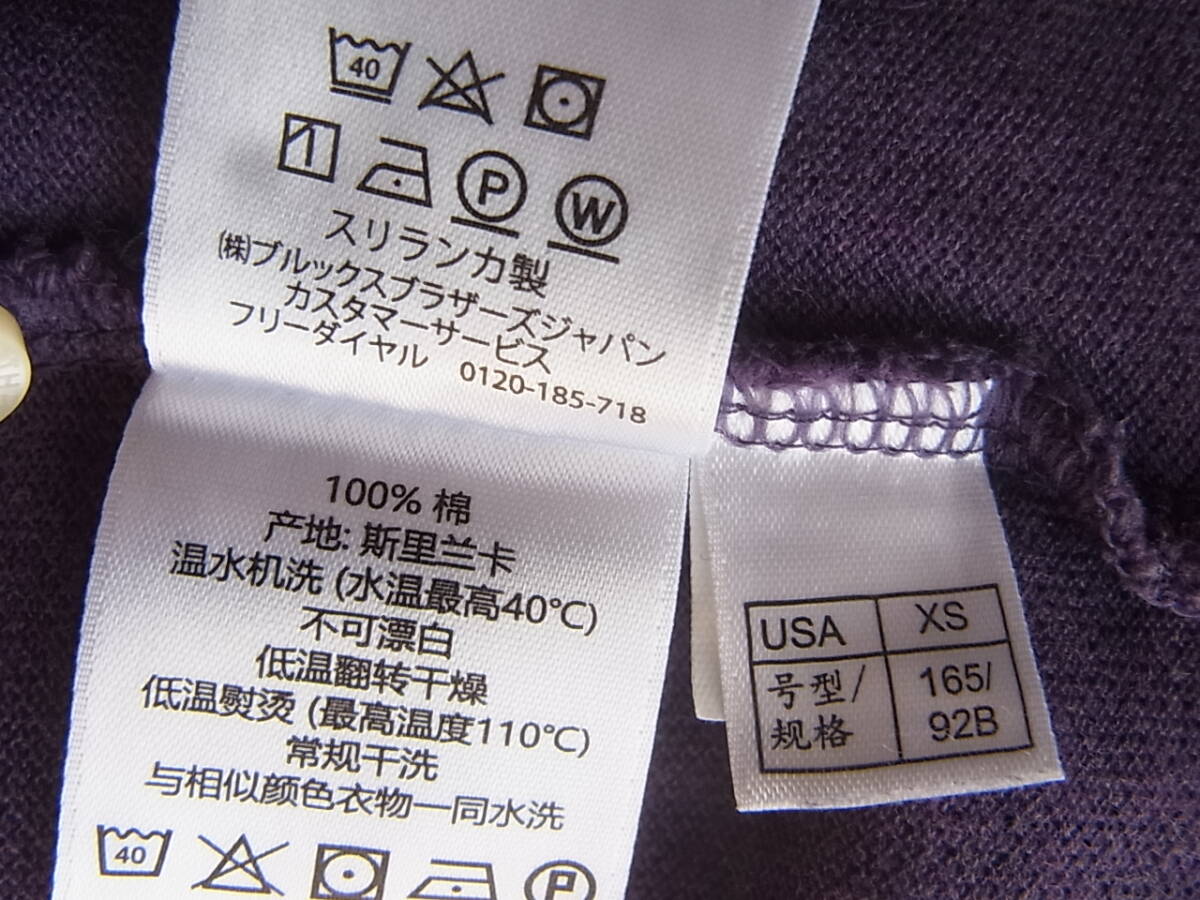 40
P
W
スリランカ製
㈱ブルックスブラザーズジャパン
カスタマーサービス
フリーダイヤル 0120-185-718
100% 棉
产地: 斯里兰卡
温水机洗 (水温最高40°C)
不可漂白
低温翻转干燥
低温熨烫 (最高温度110°C)
常规干洗
与相似颜色衣物一同水洗
40
P
USA XS
号型/ 165/
规格 92B